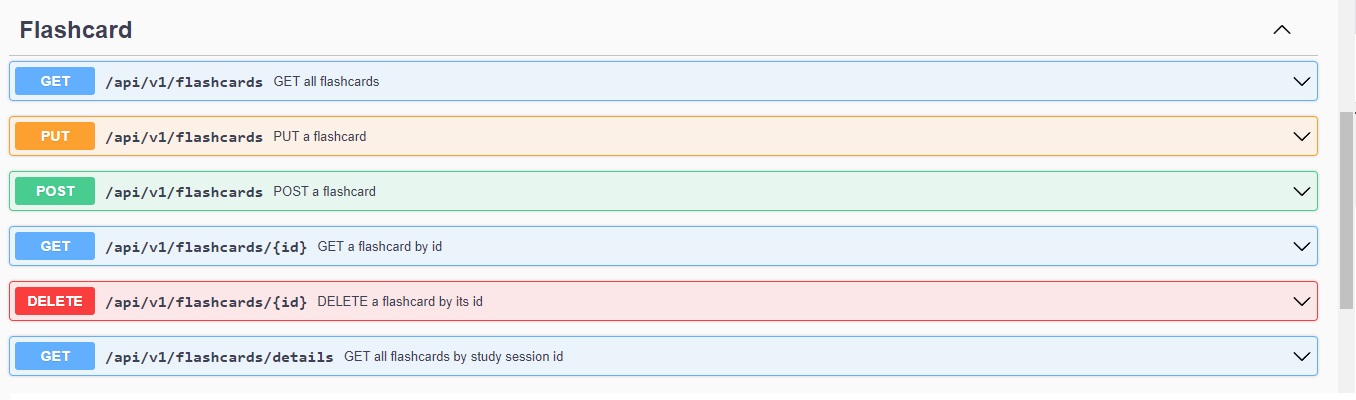 Flashcard
GET /api/v1/flashcards GET all flashcards
PUT /api/v1/flashcards PUT a flashcard
POST /api/v1/flashcards POST a flashcard
GET /api/v1/flashcards/{id} GET a flashcard by id
DELETE /api/v1/flashcards/{id} DELETE a flashcard by its id
GET /api/v1/flashcards/details GET all flashcards by study session id